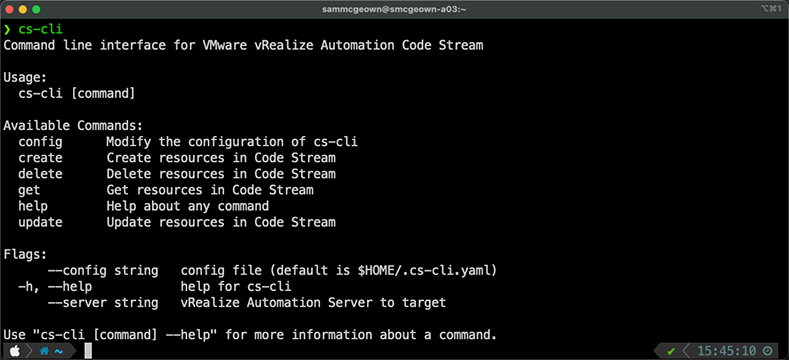 sammcgeown@smcgeown-a03:~
⌥⌘1
❯ cs-cli
Command line interface for VMware vRealize Automation Code Stream
Usage:
cs-cli [command]
Available Commands:
config Modify the configuration of cs-cli
create Create resources in Code Stream
delete Delete resources in Code Stream
get Get resources in Code Stream
help Help about any command
update Update resources in Code Stream
Flags:
--config string config file (default is $HOME/.cs-cli.yaml)
-h, --help help for cs-cli
--server string vRealize Automation Server to target
Use "cs-cli [command] --help" for more information about a command.
~ ✔ 15:45:10